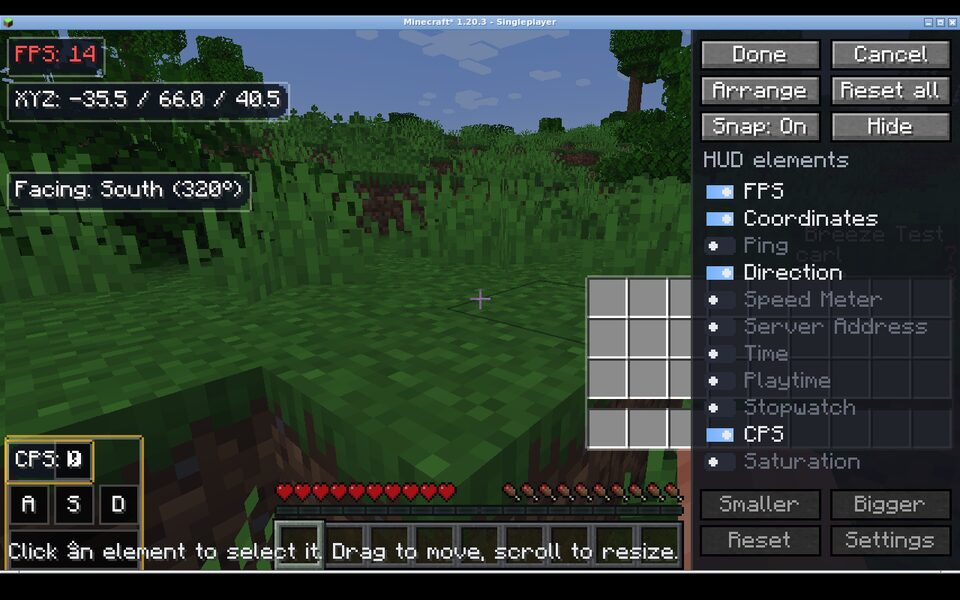 Minecraft* 1.20.3 - Singleplayer
FPS: 14
XYZ: -35.5 / 66.0 / 40.5
Facing: South (320°)
Done
Cancel
Arrange
Reset all
Snap: On
Hide
HUD elements
FPS
Coordinates
Breeze Test
Ping
carl
Direction
Speed Meter
Server Address
Time
Playtime
Stopwatch
CPS
Saturation
CPS: 0
A S D
Smaller
Bigger
Reset
Settings
Click an element to select it. Drag to move, scroll to resize.